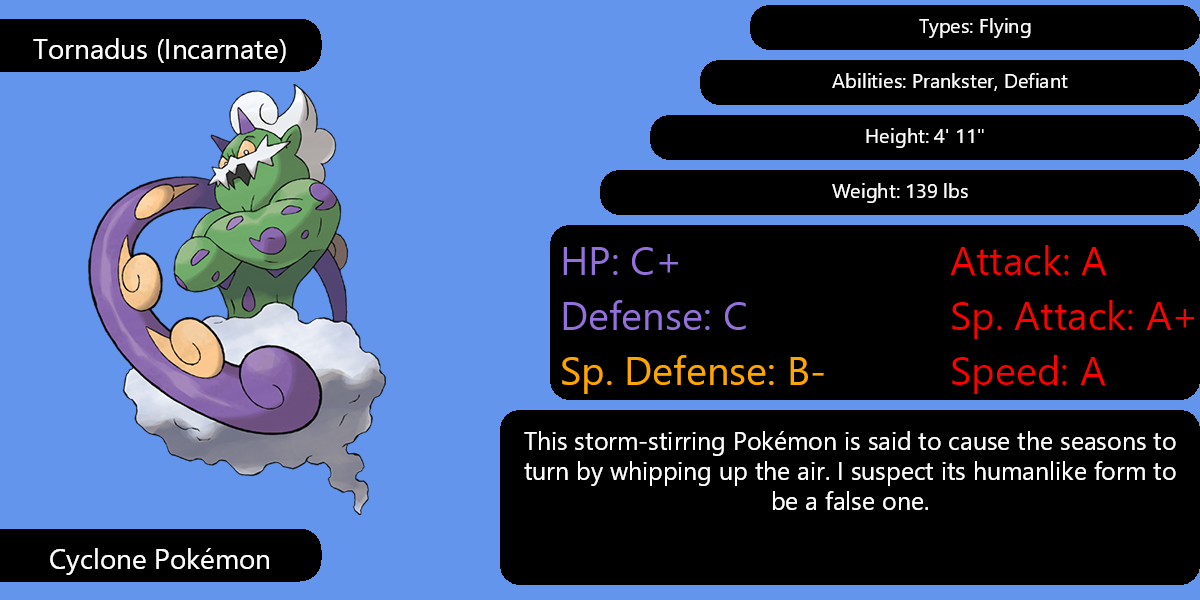 Tornadus (Incarnate)
Types: Flying
Abilities: Prankster, Defiant
Height: 4' 11"
Weight: 139 lbs
HP: C+
Attack: A
Defense: C
Sp. Attack: A+
Sp. Defense: B-
Speed: A
This storm-stirring Pokémon is said to cause the seasons to
turn by whipping up the air. I suspect its humanlike form to
be a false one.
Cyclone Pokémon